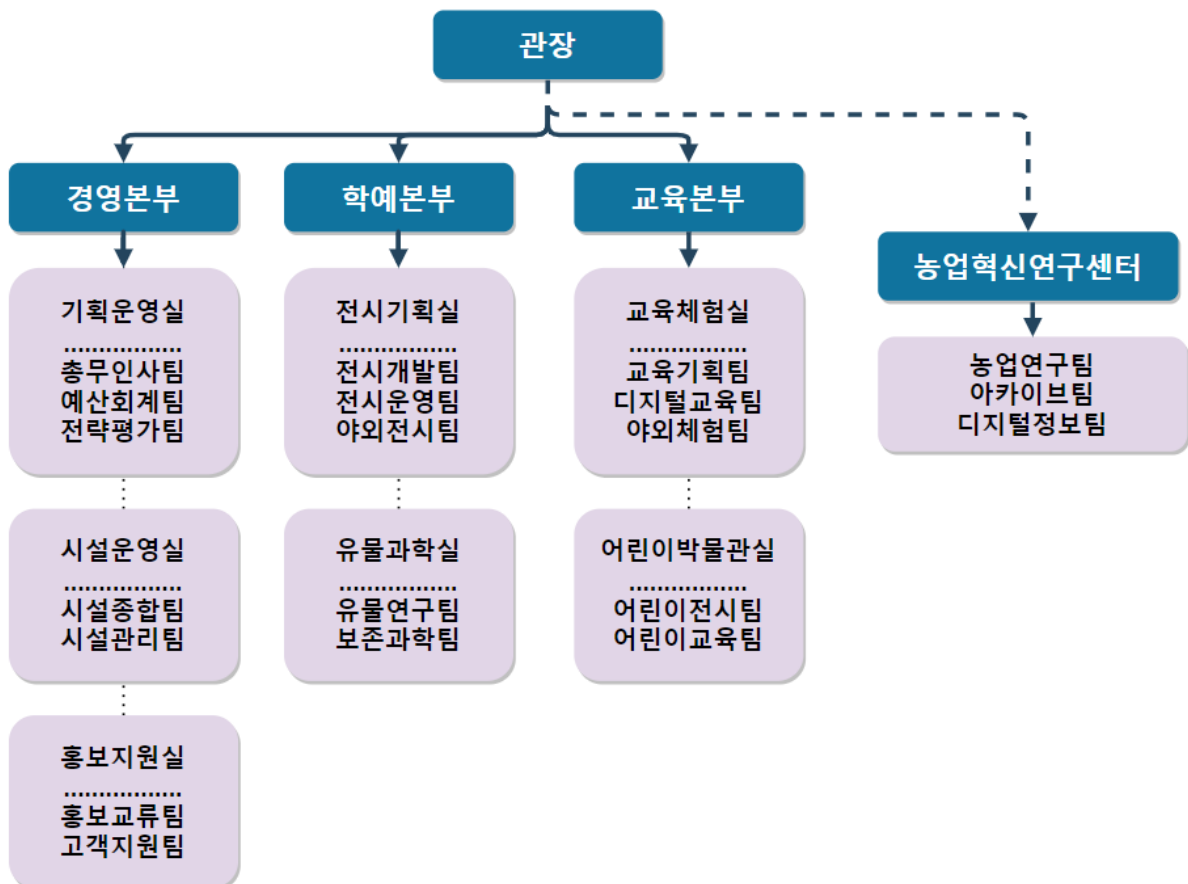 관장
경영본부
학예본부
교육본부
농업혁신연구센터
기획운영실
.................
총무인사팀
예산회계팀
전략평가팀
시설운영실
.................
시설종합팀
시설관리팀
홍보지원실
.................
홍보교류팀
고객지원팀
전시기획실
.................
전시개발팀
전시운영팀
야외전시팀
유물과학실
.................
유물연구팀
보존과학팀
교육체험실
.................
교육기획팀
디지털교육팀
야외체험팀
어린이박물관실
.................
어린이전시팀
어린이교육팀
농업연구팀
아카이브팀
디지털정보팀